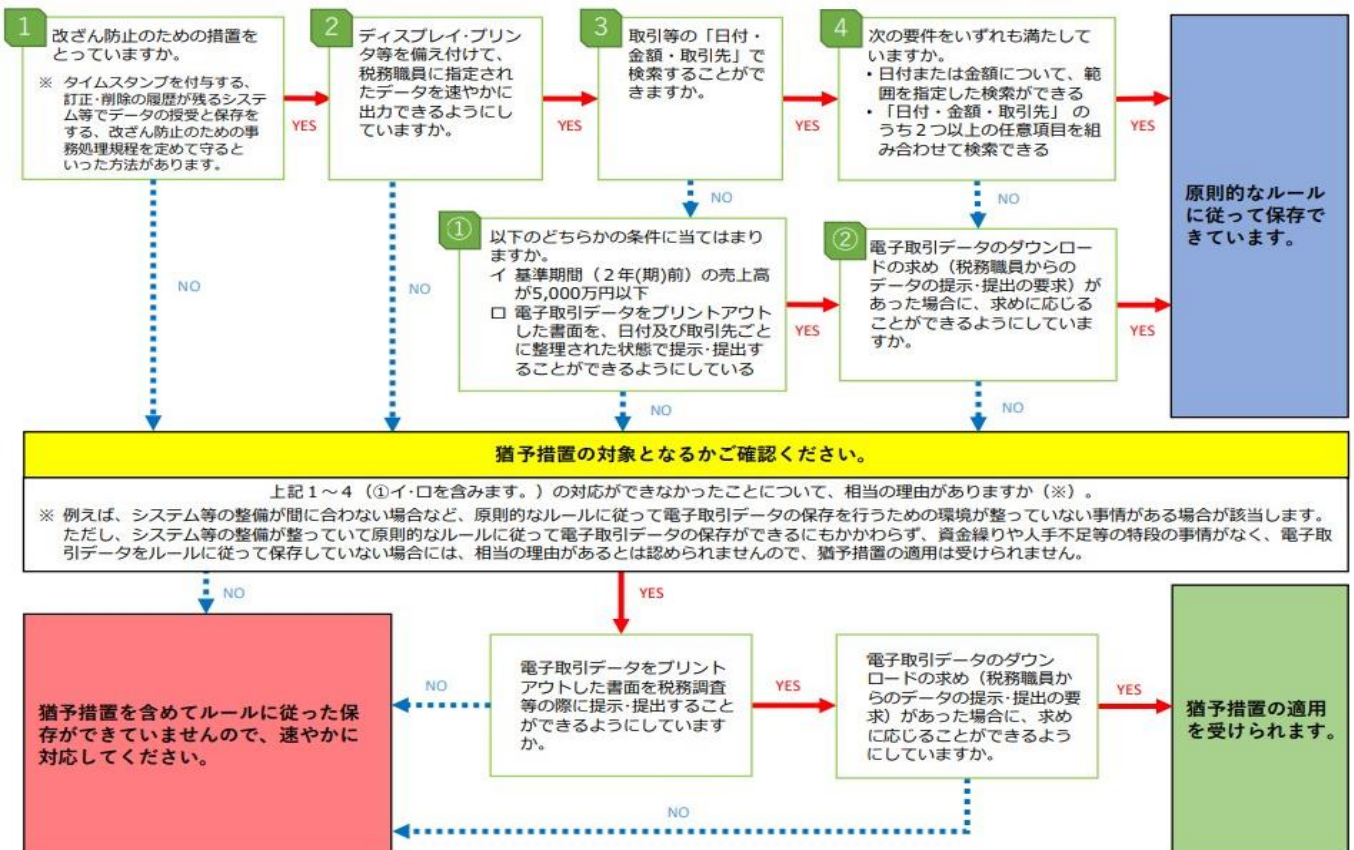 1
改ざん防止のための措置を
とっていますか。
※ タイムスタンプを付与する、
訂正・削除の履歴が残るシステ
ム等でデータの授受と保存を
する、改ざん防止のための事
務処理規程を定めて守ると
いった方法があります。
YES
2
ディスプレイ・プリン
タ等を備え付けて、
税務職員に指定され
たデータを速やかに
出力できるようにし
ていますか。
YES
3
取引等の「日付・
金額・取引先」で
検索することがで
きますか。
YES
4
次の要件をいずれも満たして
いますか。
・日付または金額について、範
囲を指定した検索ができる
・「日付・金額・取引先」の
うち２つ以上の任意項目を組
み合わせて検索できる
YES
原則的なルール
に従って保存で
きています。
NO
NO
NO
NO
①
以下のどちらかの条件に当てはまり
ますか。
イ 基準期間（２年(期)前）の売上高
が5,000万円以下
ロ 電子取引データをプリントアウト
した書面を、日付及び取引先ごと
に整理された状態で提示・提出す
ることができるようにしている
YES
②
電子取引データのダウンロー
ドの求め（税務職員からの
データの提示・提出の要求）が
あった場合に、求めに応じる
ことができるようにしていま
すか。
YES
NO
NO
猶予措置の対象となるかご確認ください。
上記１～４（①イ・ロを含みます。）の対応ができなかったことについて、相当の理由がありますか（※）。
※ 例えば、システム等の整備が間に合わない場合など、原則的なルールに従って電子取引データの保存を行うための環境が整っていない事情がある場合が該当します。
ただし、システム等の整備が整っていて原則的なルールに従って電子取引データの保存ができるにもかかわらず、資金繰りや人手不足等の特段の事情がなく、電子取
引データをルールに従って保存していない場合には、相当の理由があるとは認められませんので、猶予措置の適用は受けられません。
NO
YES
猶予措置を含めてルールに従った保
存ができていませんので、速やかに
対応してください。
NO
電子取引データをプリント
アウトした書面を税務調査
等の際に提示・提出すること
ができるようにしています
か。
YES
電子取引データのダウン
ロードの求め（税務職員か
らのデータの提示・提出の要
求）があった場合に、求め
に応じることができるよう
にしていますか。
YES
猶予措置の適用
を受けられます。
NO